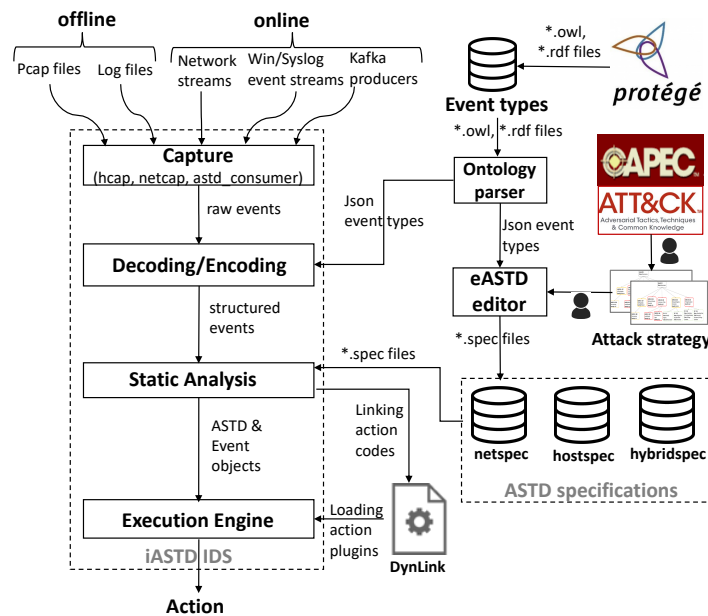 offline
online
Pcap files
Log files
Network
streams
Win/Syslog
event streams
Kafka
producers
*.owl,
*.rdf files
protégé
Event types
*.owl, *.rdf files
Capture
(hcap, netcap, astd_consumer)
Ontology
parser
CAPEC
ATT&CK
Adversarial Tactics, Techniques
& Common Knowledge
raw events
Json
event types
Json event
types
Decoding/Encoding
eASTD
editor
structured
events
Attack strategy
*.spec files
*.spec files
Static Analysis
ASTD &
Event
objects
Linking
action
codes
netspec
hostspec
hybridspec
ASTD specifications
Execution Engine
Loading
action
plugins
iASTD IDS
DynLink
Action